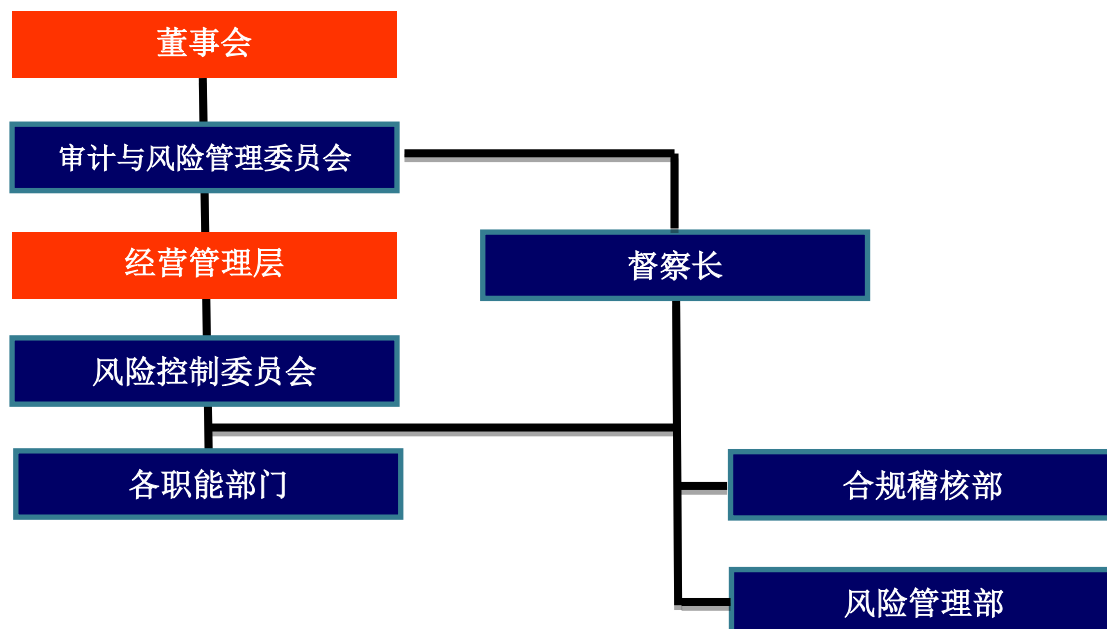 董事会
审计与风险管理委员会
经营管理层
督察长
风险控制委员会
各职能部门
合规稽核部
风险管理部